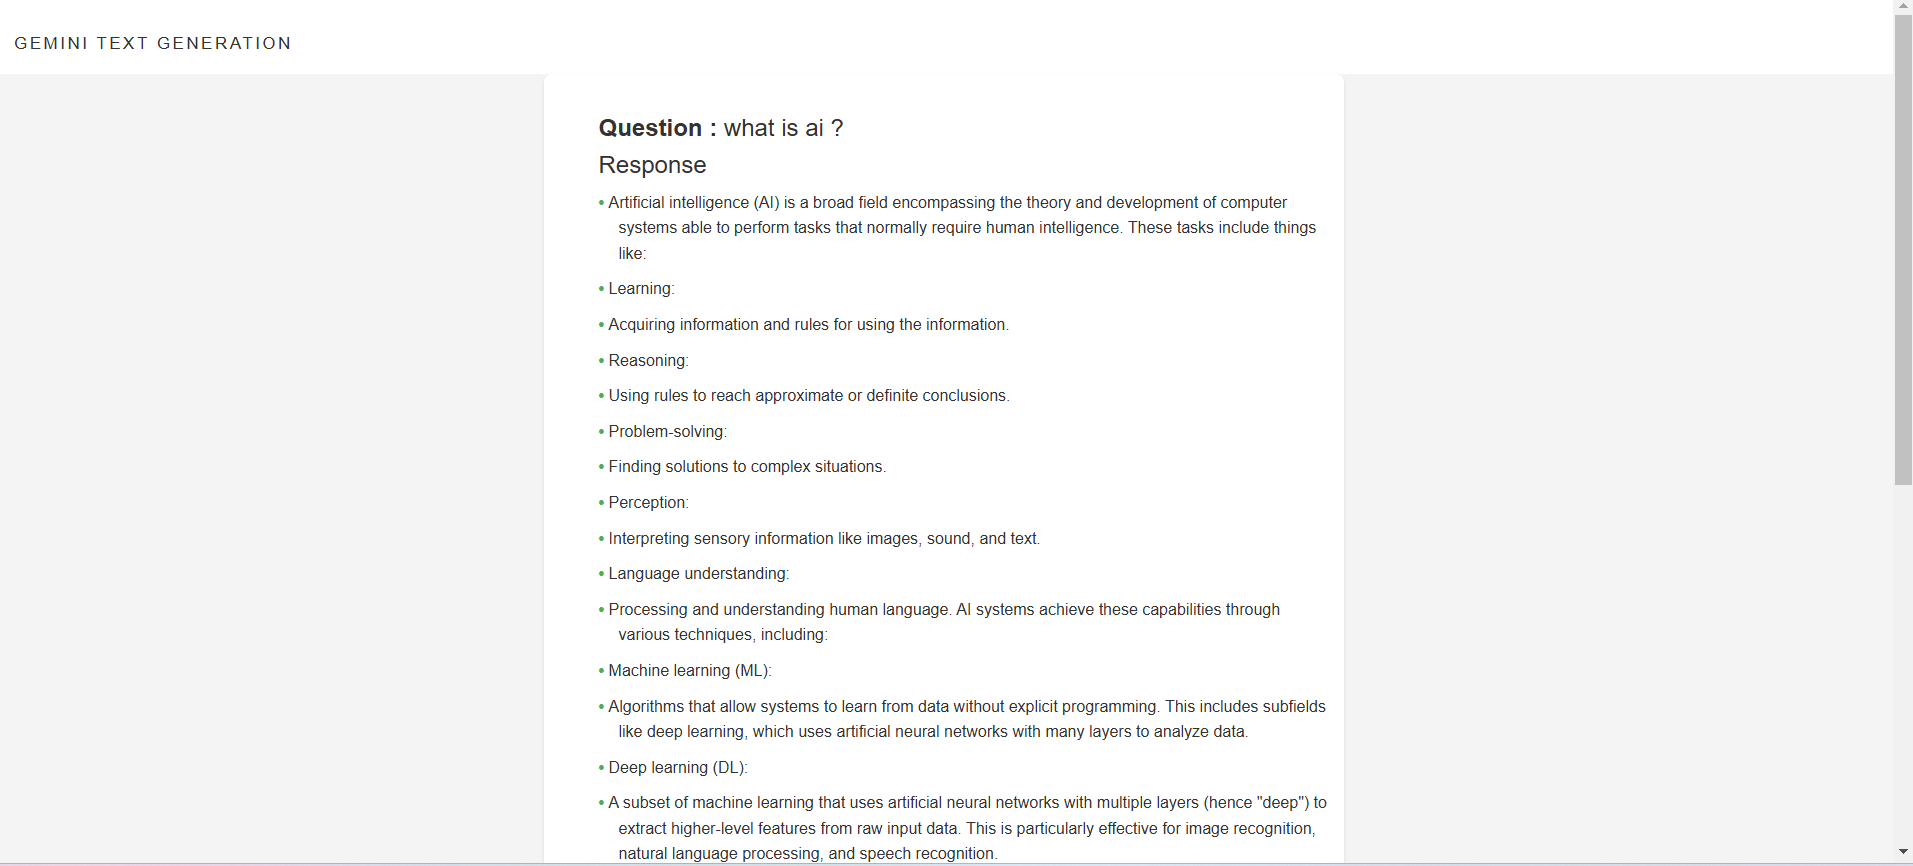 GEMINI TEXT GENERATION
Question : what is ai ?
Response
• Artificial intelligence (AI) is a broad field encompassing the theory and development of computer
systems able to perform tasks that normally require human intelligence. These tasks include things
like:
• Learning:
• Acquiring information and rules for using the information.
• Reasoning:
• Using rules to reach approximate or definite conclusions.
• Problem-solving:
• Finding solutions to complex situations.
• Perception:
• Interpreting sensory information like images, sound, and text.
• Language understanding:
• Processing and understanding human language. AI systems achieve these capabilities through
various techniques, including:
• Machine learning (ML):
• Algorithms that allow systems to learn from data without explicit programming. This includes subfields
like deep learning, which uses artificial neural networks with many layers to analyze data.
• Deep learning (DL):
• A subset of machine learning that uses artificial neural networks with multiple layers (hence "deep") to
extract higher-level features from raw input data. This is particularly effective for image recognition,
natural language processing, and speech recognition.